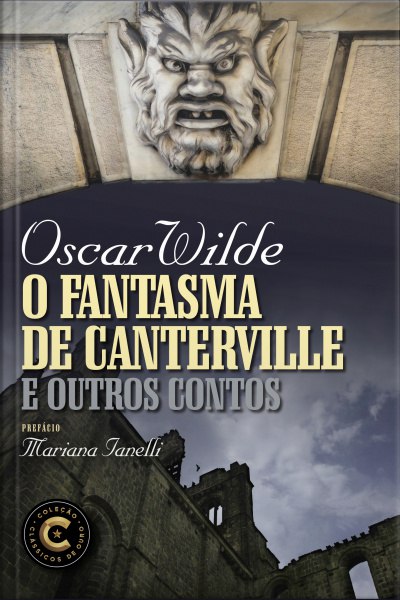 Oscar Wilde
O FANTASMA
DE CANTERVILLE
E OUTROS CONTOS
PREFÁCIO
Mariana Ianelli
COLEÇÃO
C
CLÁSSICOS DE OURO